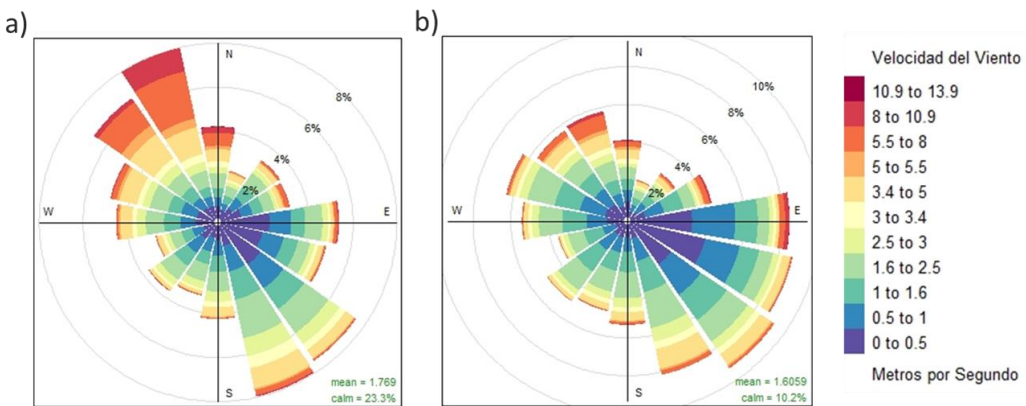 a)
N
8%
6%
4%
2%
W
E
S
mean = 1.769
calm = 23.3%
b)
N
10%
8%
6%
4%
2%
W
E
S
mean = 1.6059
calm = 10.2%
Velocidad del Viento
10.9 to 13.9
8 to 10.9
5.5 to 8
5 to 5.5
3.4 to 5
3 to 3.4
2.5 to 3
1.6 to 2.5
1 to 1.6
0.5 to 1
0 to 0.5
Metros por Segundo